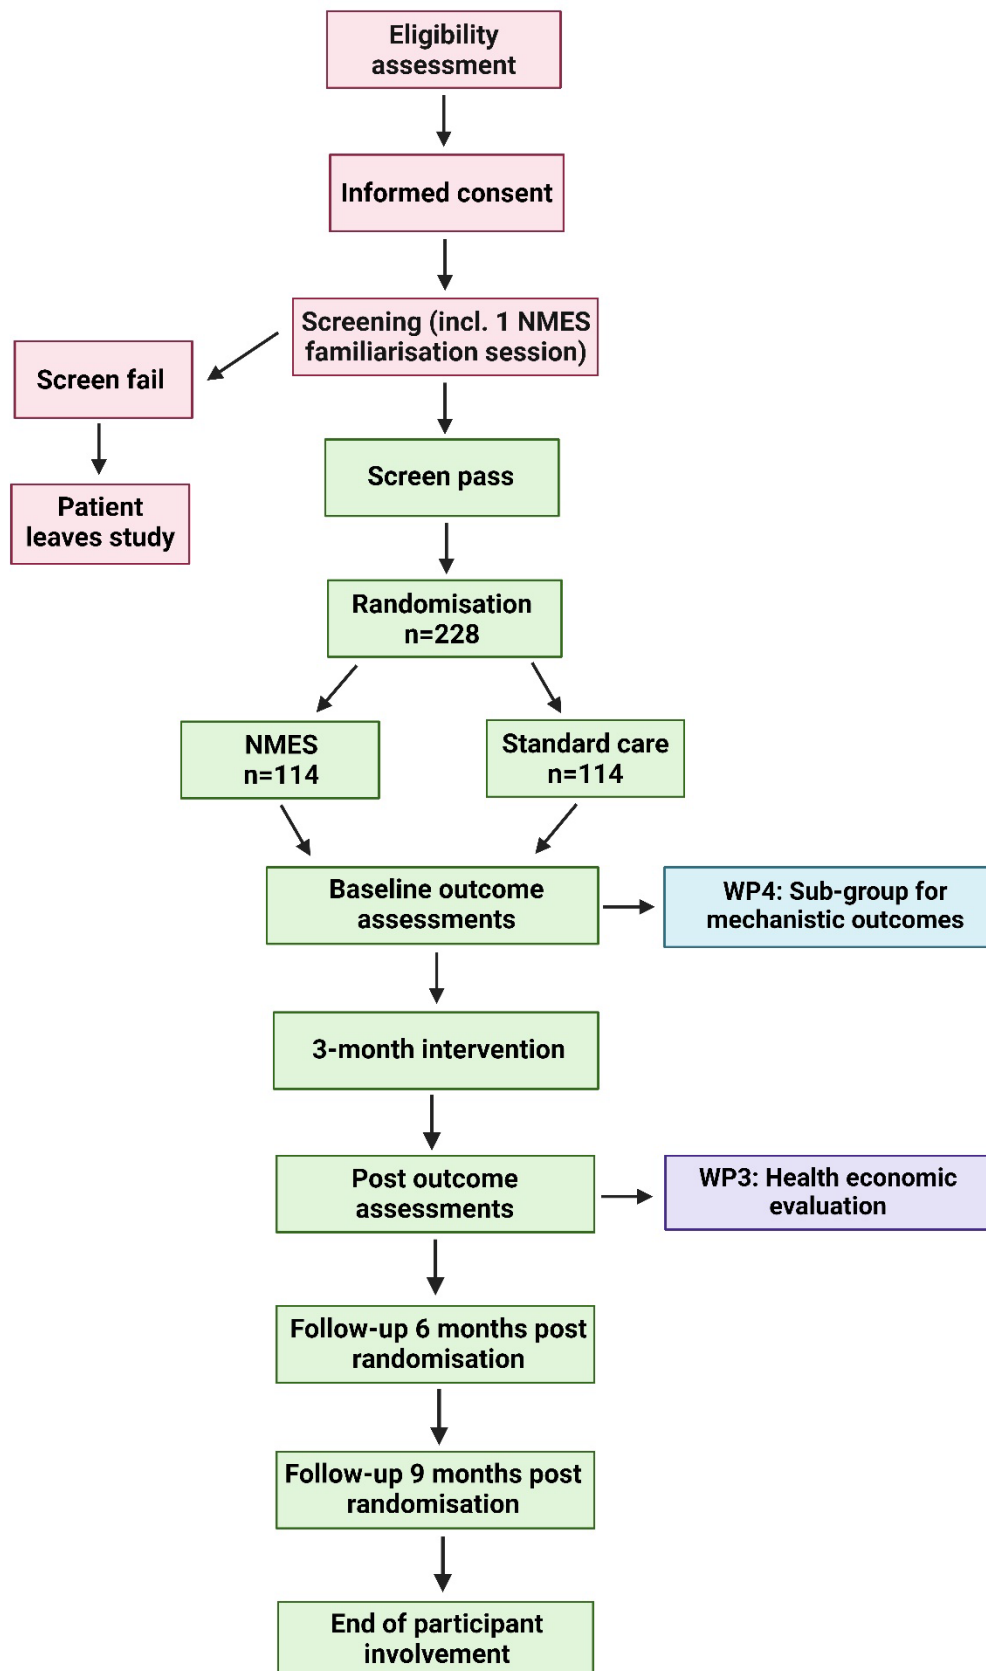 Eligibility
assessment
Informed consent
Screening (incl. 1 NMES
familiarisation session)
Screen fail
Patient
leaves study
Screen pass
Randomisation
n=228
NMES
n=114
Standard care
n=114
Baseline outcome
assessments
WP4: Sub-group for
mechanistic outcomes
3-month intervention
Post outcome
assessments
WP3: Health economic
evaluation
Follow-up 6 months post
randomisation
Follow-up 9 months post
randomisation
End of participant
involvement